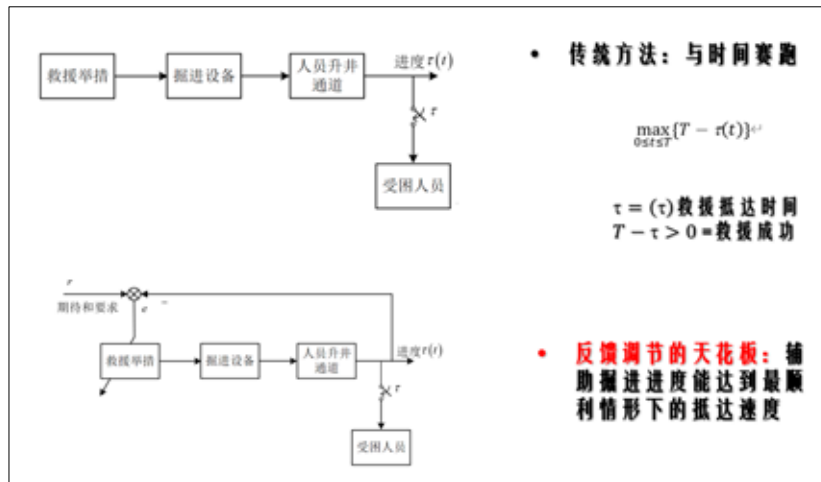 救援举措
掘进设备
人员升井
通道
进度 τ(t)
τ
受困人员
• 传统方法：与时间赛跑
max{T − τ(t)}
0≤t≤T
τ = (τ)救援抵达时间
T − τ > 0 =救援成功
r
期待和要求
e
−
救援举措
掘进设备
人员升井
通道
进度τ(t)
τ
受困人员
• 反馈调节的天花板：辅
助掘进进度能达到最顺
利情形下的抵达速度